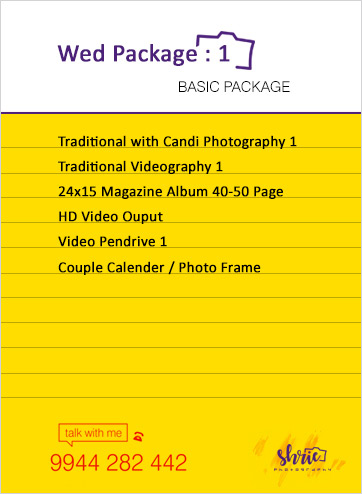 Wed Package : 1
BASIC PACKAGE
Traditional with Candi Photography 1
Traditional Videography 1
24x15 Magazine Album 40-50 Page
HD Video Ouput
Video Pendrive 1
Couple Calender / Photo Frame
talk with me
9944 282 442
Shrie
PHOTOGRAPHY